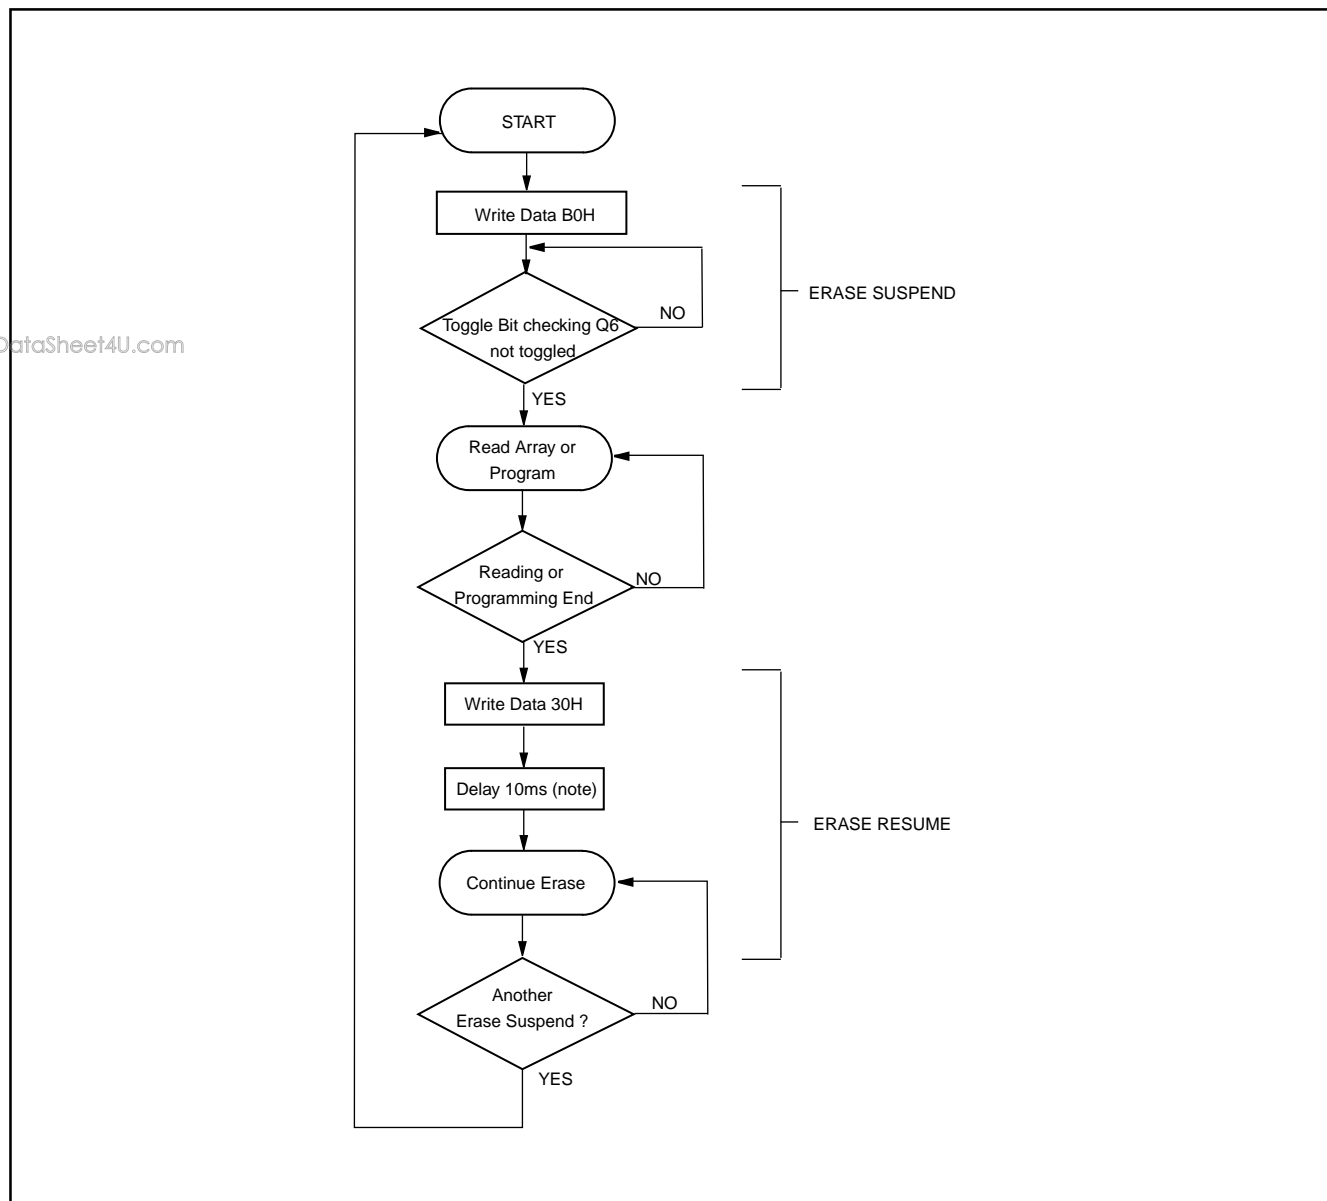 START
Write Data B0H
ERASE SUSPEND
NO
Toggle Bit checking Q6
not toggled
DataSheet4U.com
YES
Read Array or
Program
Reading or
NO
Programming End
YES
Write Data 30H
Delay 10ms (note)
ERASE RESUME
Continue Erase
Another
NO
Erase Suspend ?
YES